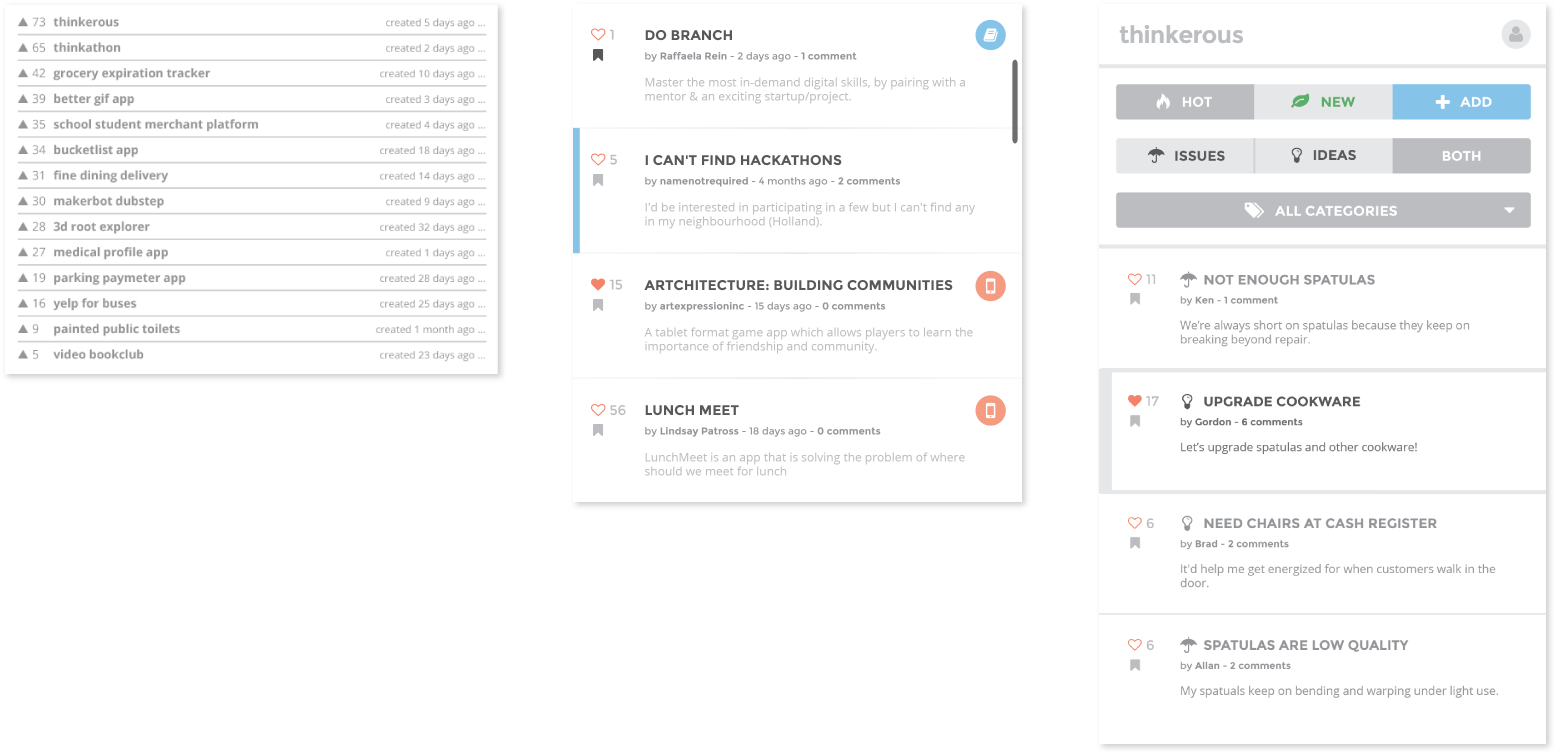 73 thinkerous created 5 days ago ...
65 thinkathon created 2 days ago ...
42 grocery expiration tracker created 10 days ago ...
39 better gif app created 3 days ago ...
35 school student merchant platform created 4 days ago ...
34 bucketlist app created 18 days ago ...
31 fine dining delivery created 14 days ago ...
30 makerbot dubstep created 9 days ago ...
28 3d root explorer created 32 days ago ...
27 medical profile app created 1 days ago ...
19 parking paymeter app created 28 days ago ...
16 yelp for buses created 25 days ago ...
9 painted public toilets created 1 month ago ...
5 video bookclub created 23 days ago ...
1 DO BRANCH
by Raffaela Rein - 2 days ago - 1 comment
Master the most in-demand digital skills, by pairing with a
mentor & an exciting startup/project.
5 I CAN'T FIND HACKATHONS
by namenotrequired - 4 months ago - 2 comments
I'd be interested in participating in a few but I can't find any
in my neighbourhood (Holland).
15 ARTCHITECTURE: BUILDING COMMUNITIES
by artexpressioninc - 15 days ago - 0 comments
A tablet format game app which allows players to learn the
importance of friendship and community.
56 LUNCH MEET
by Lindsay Patross - 18 days ago - 0 comments
LunchMeet is an app that is solving the problem of where
should we meet for lunch
thinkerous
HOT NEW ADD
ISSUES IDEAS BOTH
ALL CATEGORIES
11 NOT ENOUGH SPATULAS
by Ken - 1 comment
We're always short on spatulas because they keep on
breaking beyond repair.
17 UPGRADE COOKWARE
by Gordon - 6 comments
Let's upgrade spatulas and other cookware!
6 NEED CHAIRS AT CASH REGISTER
by Brad - 2 comments
It'd help me get energized for when customers walk in the
door.
6 SPATULAS ARE LOW QUALITY
by Allan - 2 comments
My spatuals keep on bending and warping under light use.